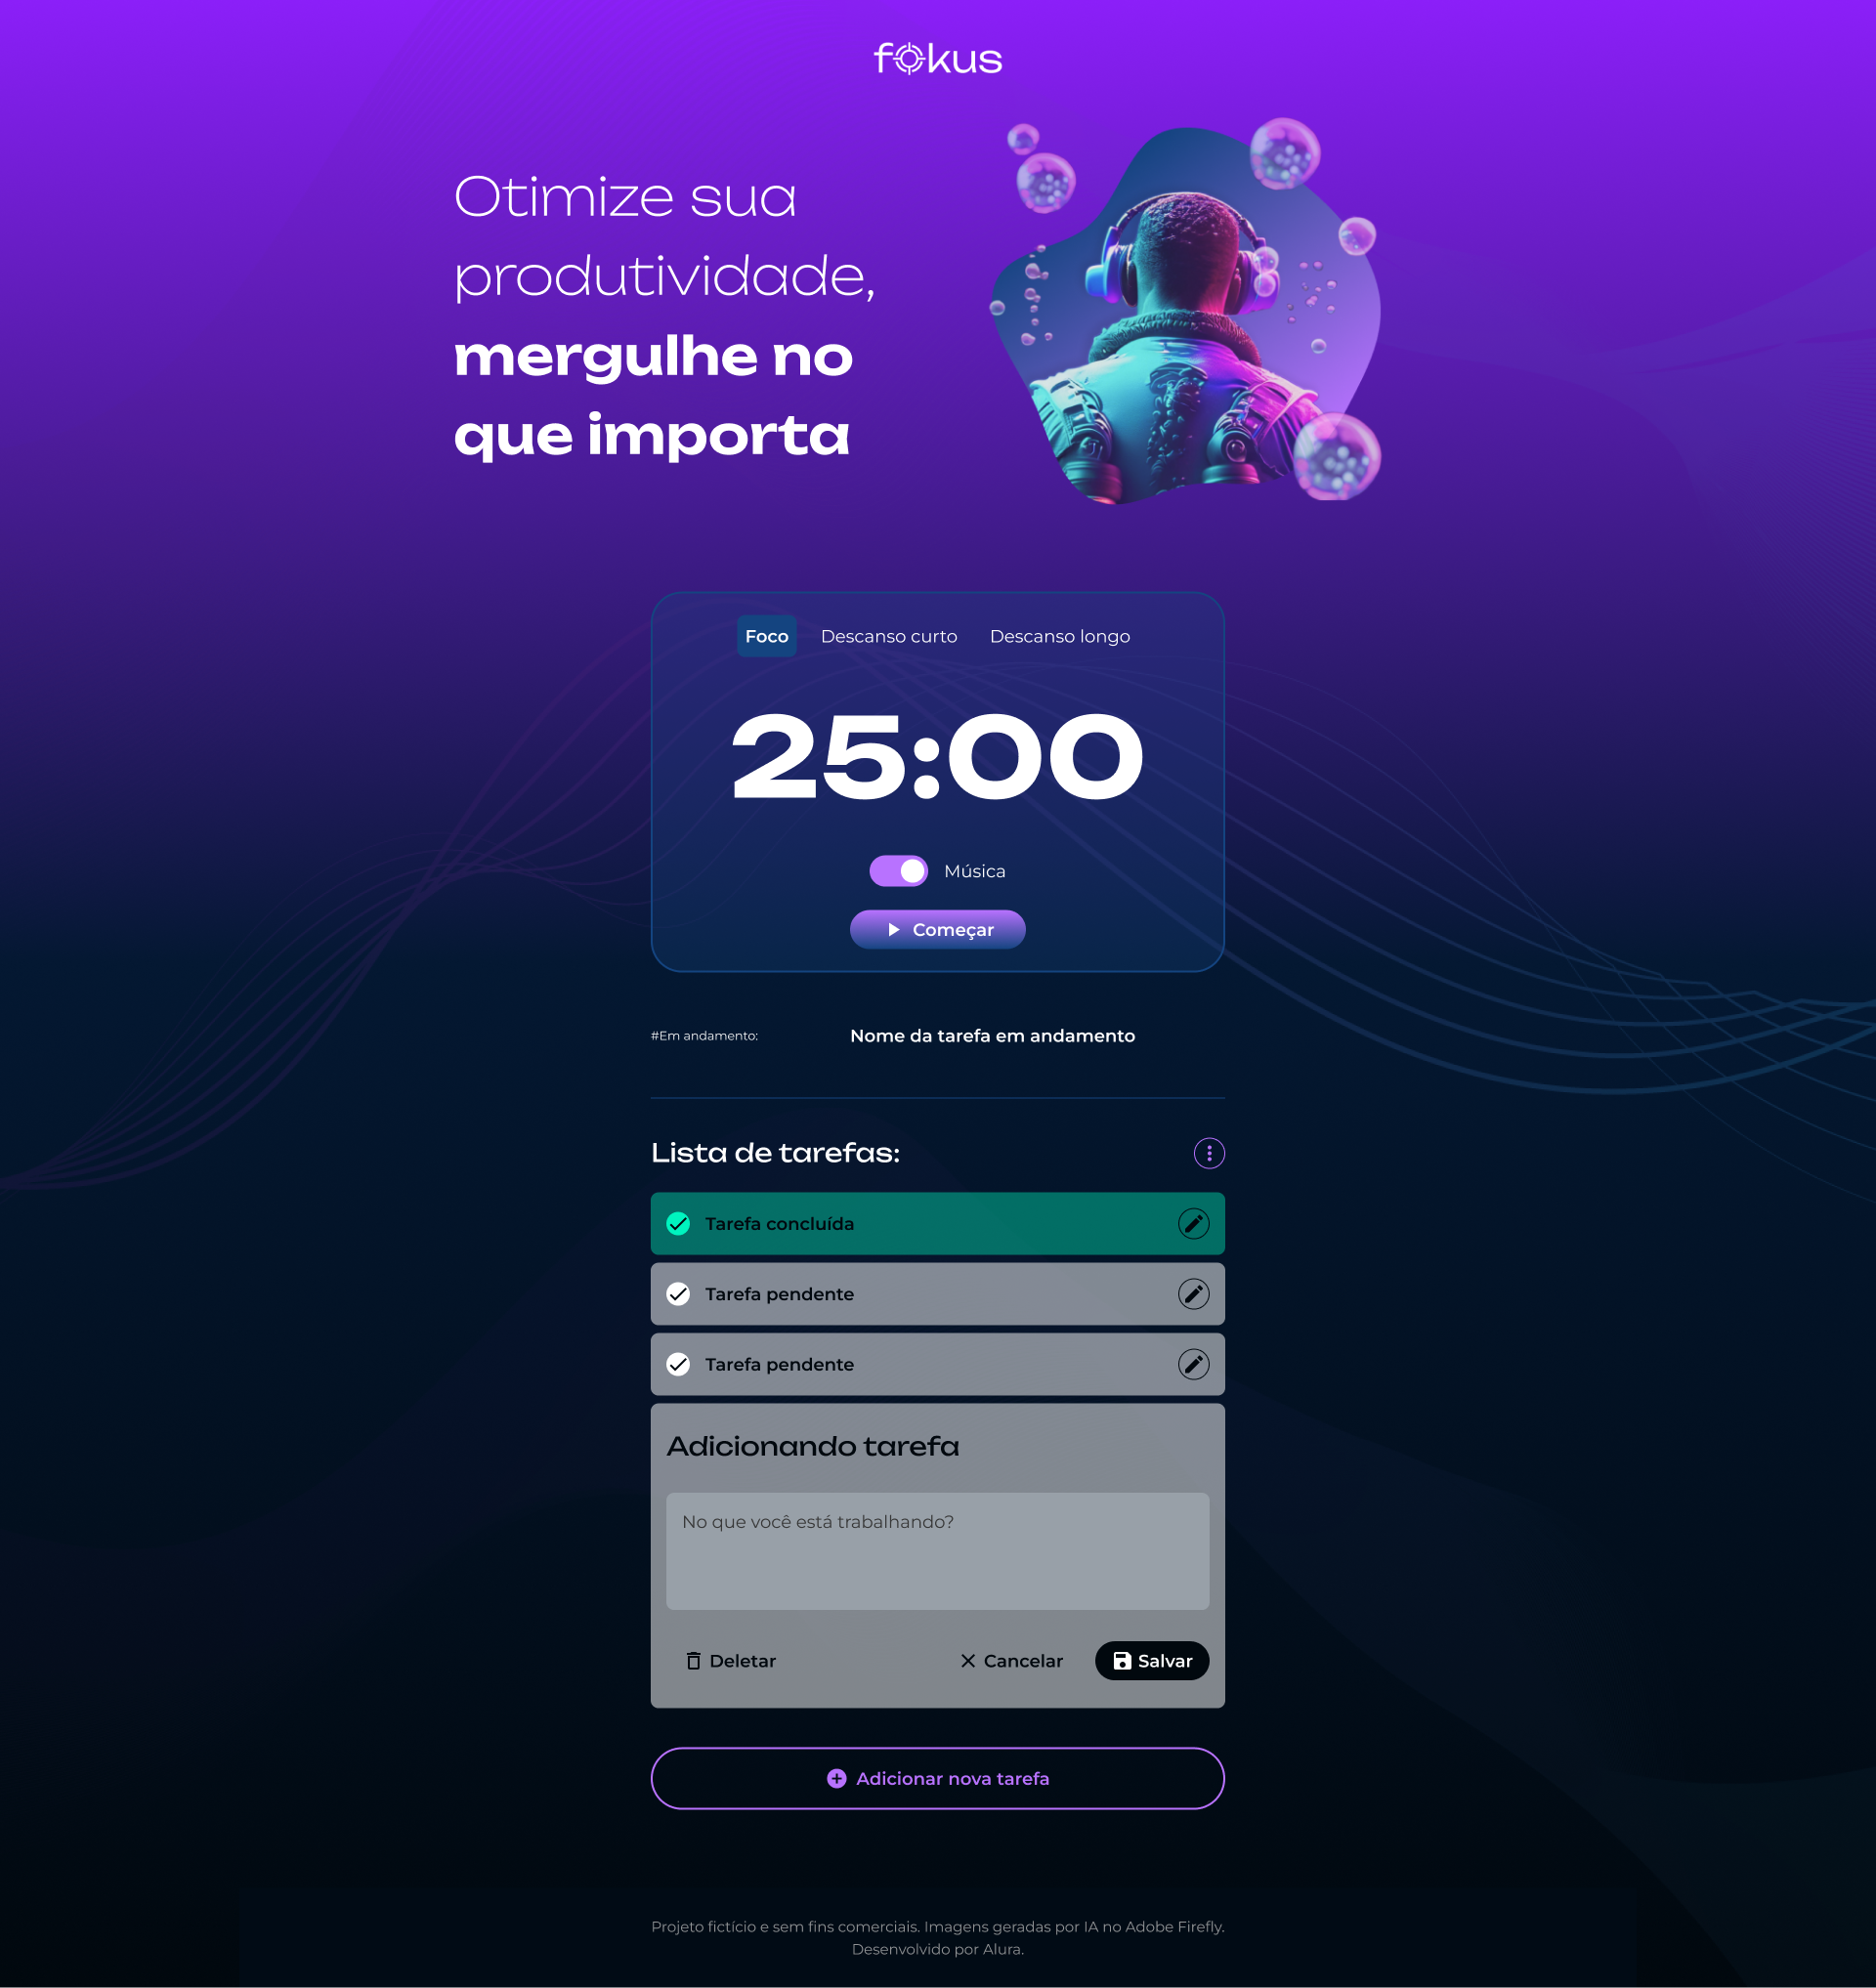 fokus
Otimize sua
produtividade,
mergulhe no
que importa
Foco Descanso curto Descanso longo
25:00
Música
Começar
#Em andamento: Nome da tarefa em andamento
Lista de tarefas:
Tarefa concluída
Tarefa pendente
Tarefa pendente
Adicionando tarefa
No que você está trabalhando?
Deletar Cancelar Salvar
Adicionar nova tarefa
Projeto fictício e sem fins comerciais. Imagens geradas por IA no Adobe Firefly.
Desenvolvido por Alura.